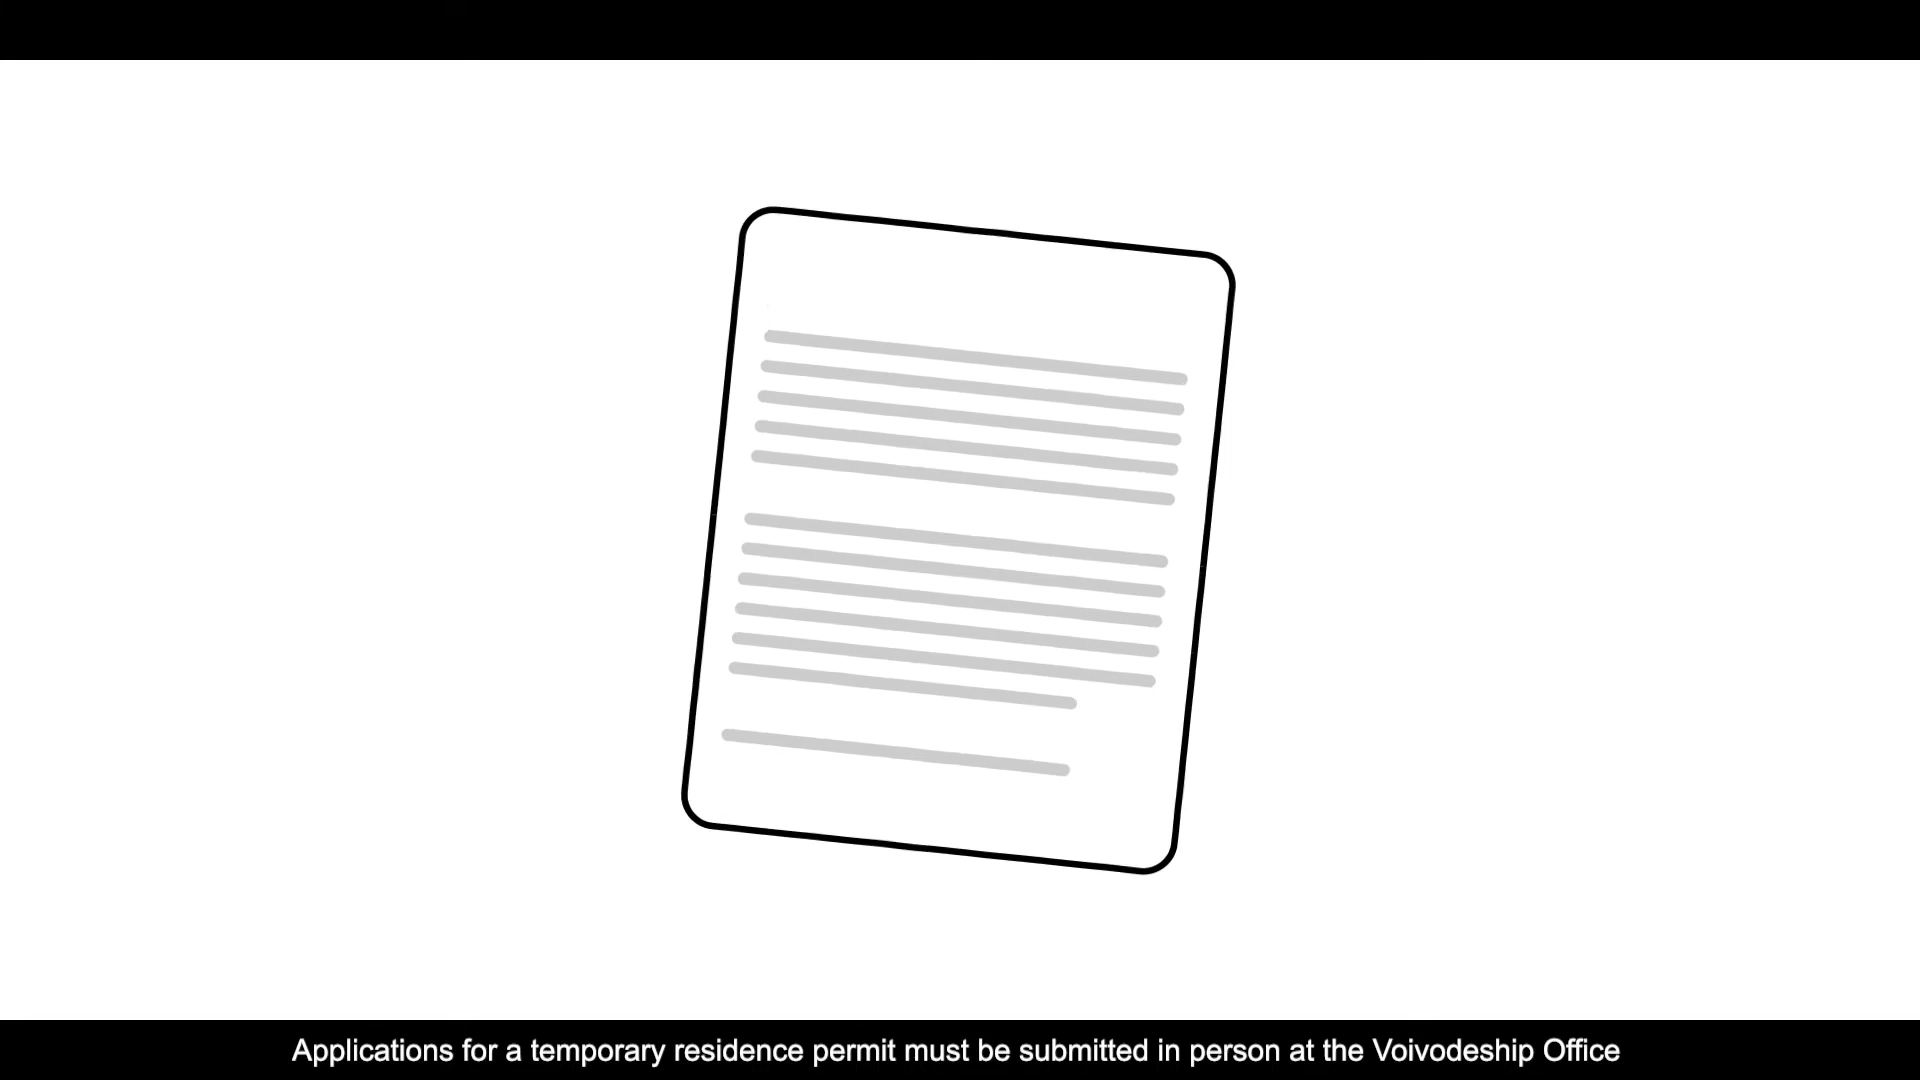 Applications for a temporary residence permit must be submitted in person at the Voivodeship Office